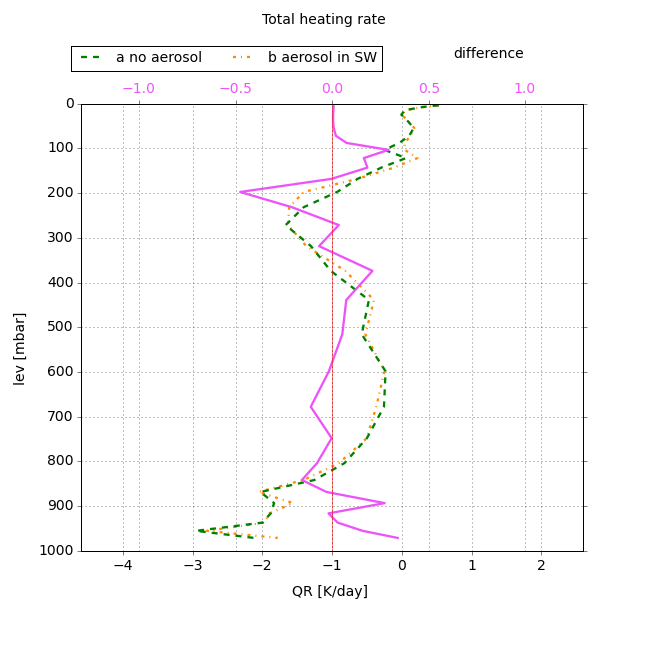 Total heating rate
a no aerosol b aerosol in SW difference
−1.0 −0.5 0.0 0.5 1.0
0
100
200
300
400
500
600
700
800
900
1000
lev [mbar]
−4 −3 −2 −1 0 1 2
QR [K/day]